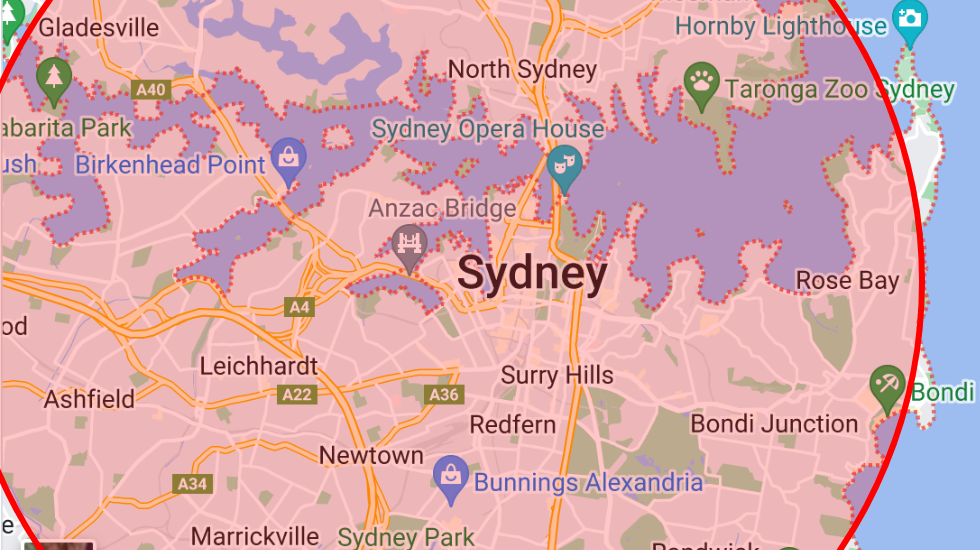 Gladesville
Hornby Lighthouse
North Sydney
A40
Taronga Zoo Sydney
abarita Park
Sydney Opera House
ush
Birkenhead Point
Anzac Bridge
Sydney
Rose Bay
A4
od
Leichhardt
Surry Hills
A22
A36
Ashfield
Bondi
Redfern
Bondi Junction
Newtown
A34
Bunnings Alexandria
e
Marrickville
Sydney Park